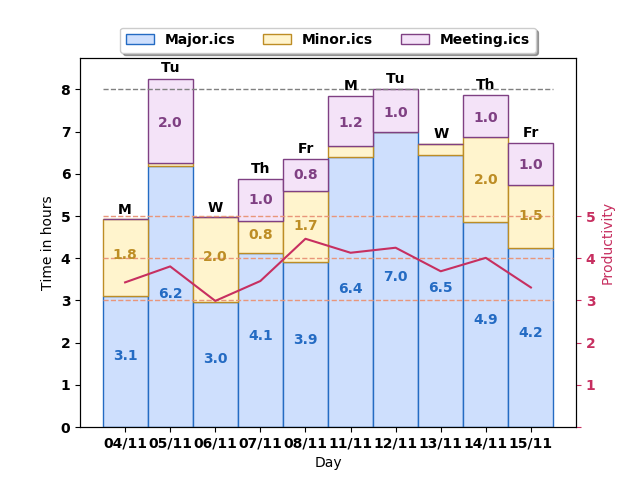 Major.ics Minor.ics Meeting.ics
Tu
8
M Tu Th
2.0 1.2 1.0 1.0
7
W Fr
Fr
6
Th 0.8 1.0
M W 1.0 2.0
5 5
1.8 2.0 0.8 1.7 1.5
4 4
3 3
6.2 6.4 7.0 6.5
3.1 3.0 4.1 3.9 4.9 4.2
2 2
1 1
0
04/11 05/11 06/11 07/11 08/11 11/11 12/11 13/11 14/11 15/11
Day
Time in hours
Productivity